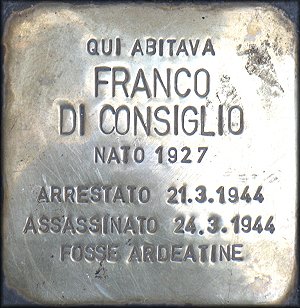 QUI ABITAVA
FRANCO
DI CONSIGLIO
NATO 1927
ARRESTATO 21.3.1944
ASSASSINATO 24.3.1944
FOSSE ARDEATINE